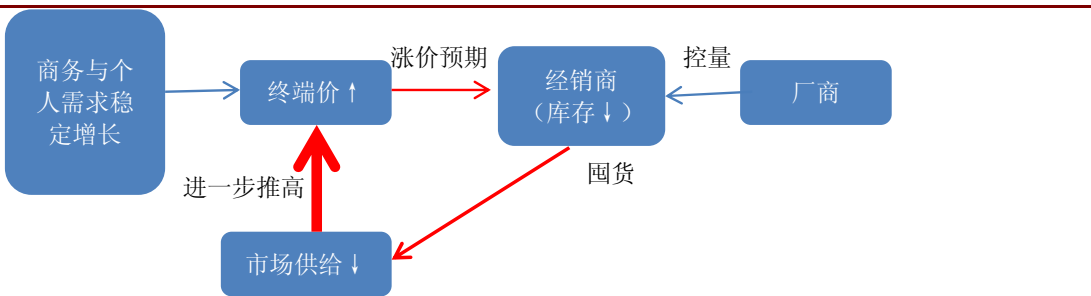 商务与个
人需求稳
定增长
终端价↑
涨价预期
经销商
（库存↓）
控量
厂商
囤货
进一步推高
市场供给↓